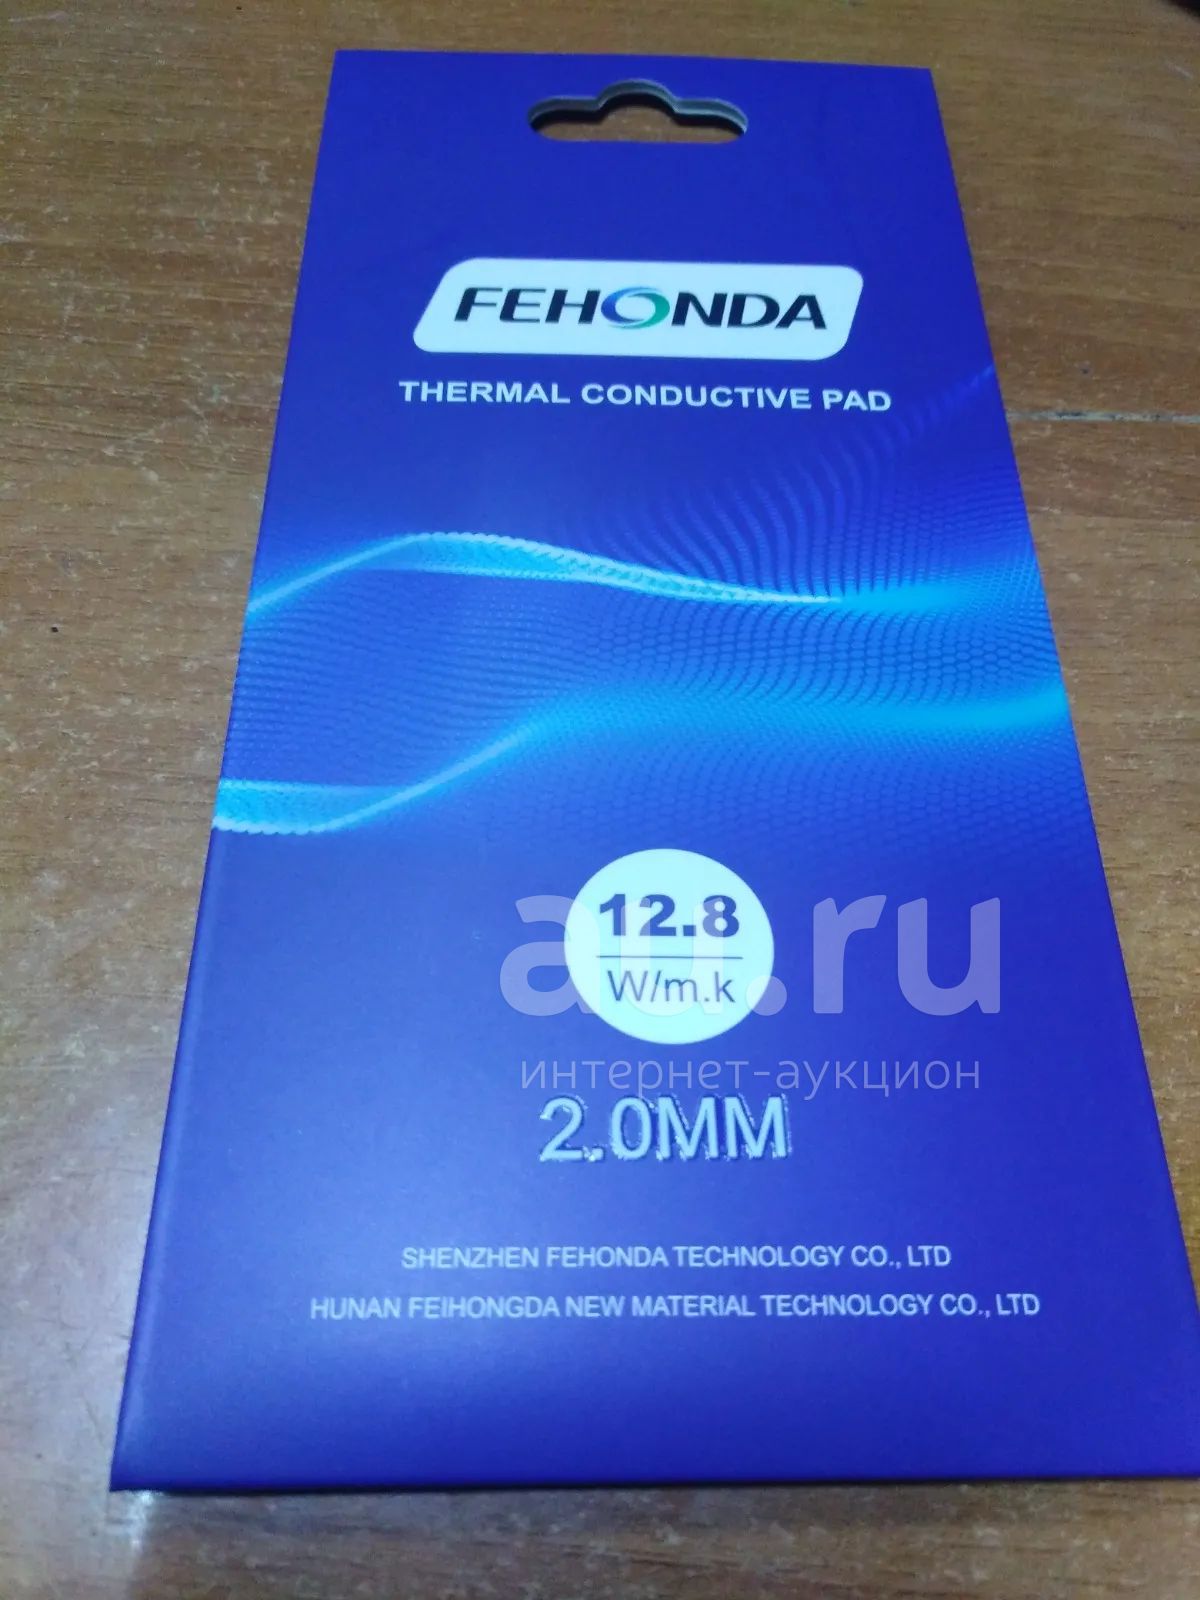 FEHONDA
THERMAL CONDUCTIVE PAD
12.8
W/m.k
au.ru
интернет-аукцион
2.0MM
SHENZHEN FEHONDA TECHNOLOGY CO., LTD
HUNAN FEIHONGDA NEW MATERIAL TECHNOLOGY CO., LTD